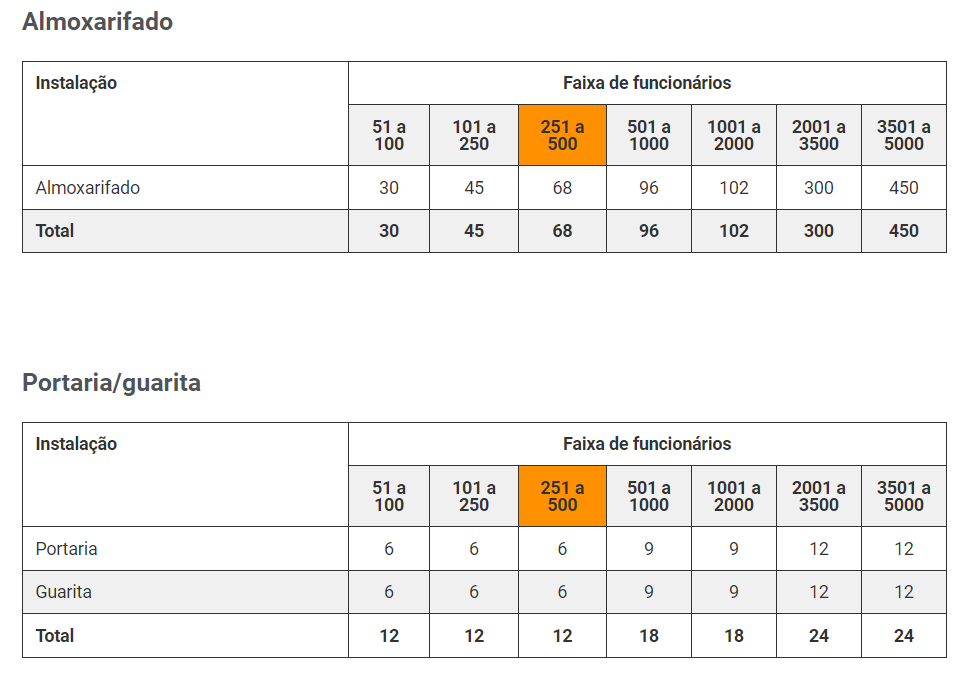 Almoxarifado
Instalação Faixa de funcionários
51 a 100 101 a 250 251 a 500 501 a 1000 1001 a 2000 2001 a 3500 3501 a 5000
Almoxarifado 30 45 68 96 102 300 450
Total 30 45 68 96 102 300 450
Portaria/guarita
Instalação Faixa de funcionários
51 a 100 101 a 250 251 a 500 501 a 1000 1001 a 2000 2001 a 3500 3501 a 5000
Portaria 6 6 6 9 9 12 12
Guarita 6 6 6 9 9 12 12
Total 12 12 12 18 18 24 24